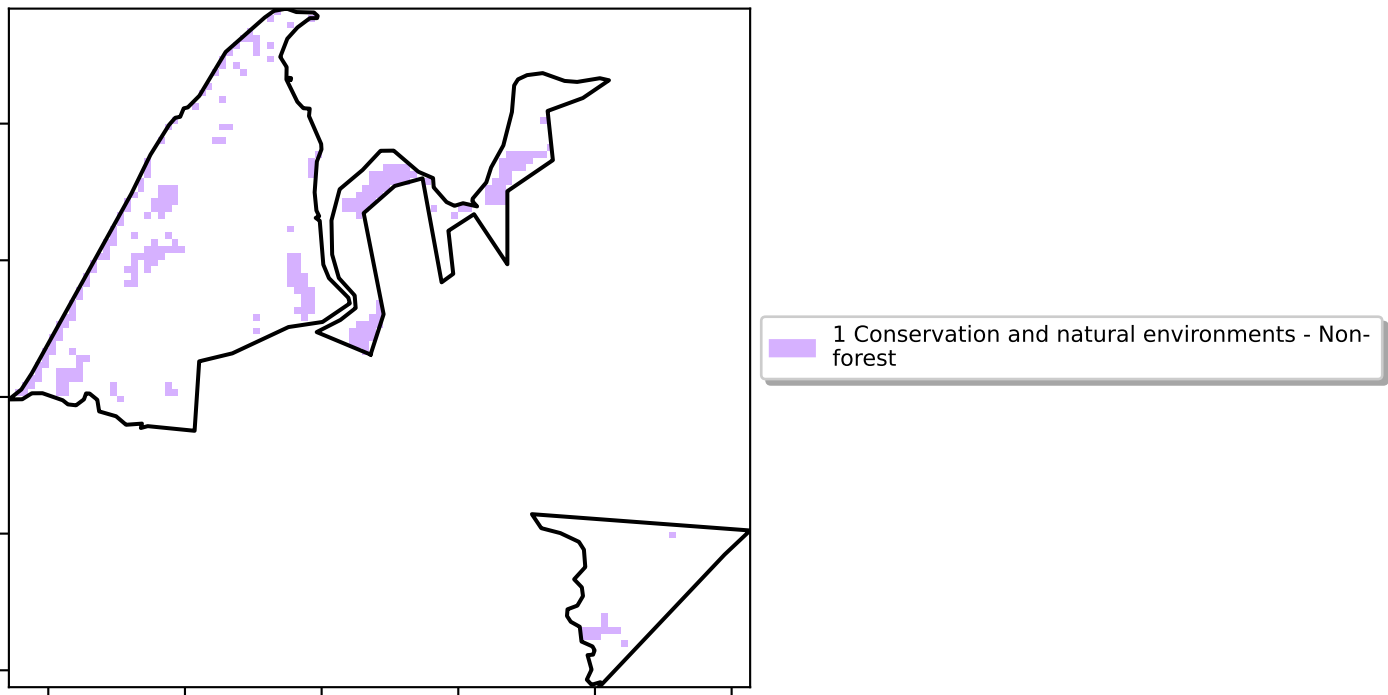 1 Conservation and natural environments - Non-
forest